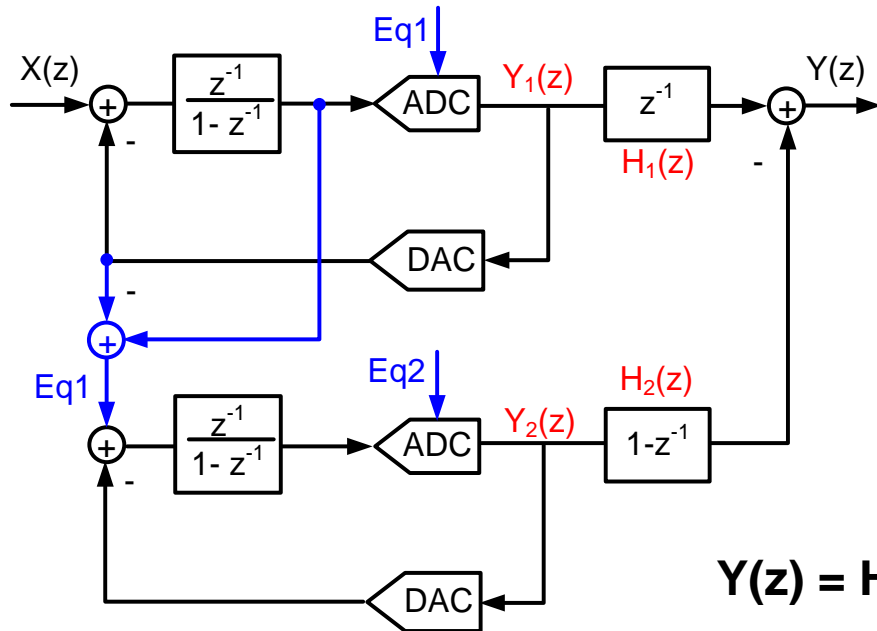 Eq1
X(z)
+
-
z⁻¹
1- z⁻¹
ADC
Y₁(z)
z⁻¹
H₁(z)
+
-
Y(z)
DAC
-
+
Eq1
Eq2
H₂(z)
+
-
z⁻¹
1- z⁻¹
ADC
Y₂(z)
1-z⁻¹
DAC
Y(z) = H